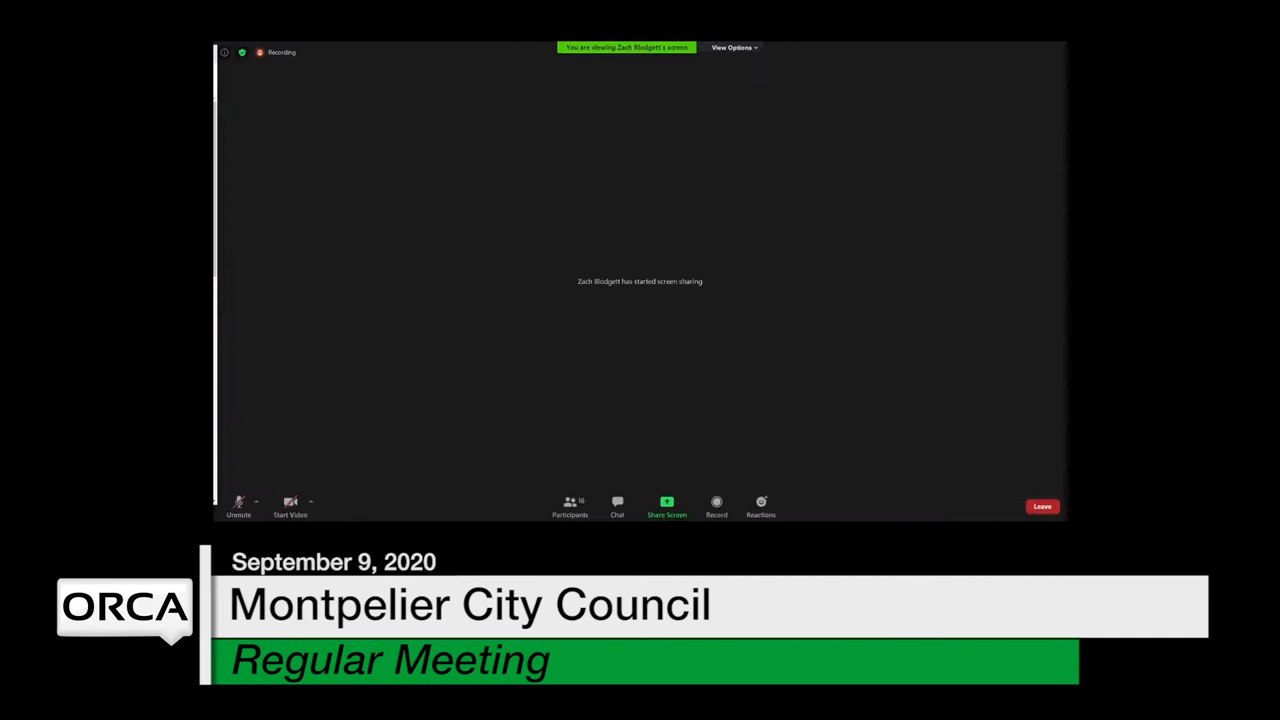 Recording
You are viewing Zach Blodgett's screen
View Options
Zach Blodgett has started screen sharing
Unmute
Start Video
16
Participants
Chat
Share Screen
Record
Reactions
Leave
September 9, 2020
ORCA
Montpelier City Council
Regular Meeting